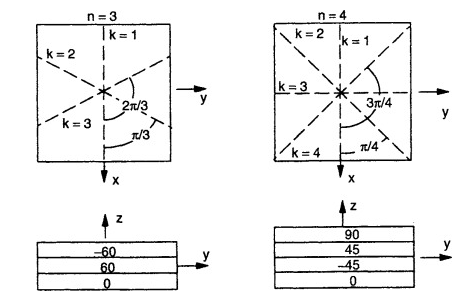 n = 3
k = 1
k = 2
k = 3
2π/3
π/3
y
x
z
−60
60
0
y
n = 4
k = 2
k = 1
k = 3
3π/4
k = 4
π/4
y
x
z
90
45
−45
0
y